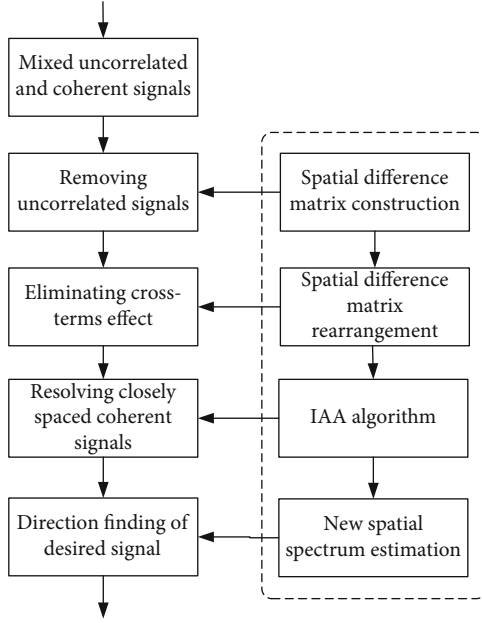 Mixed uncorrelated
and coherent signals
Removing
uncorrelated signals
Spatial difference
matrix construction
Eliminating cross-
terms effect
Spatial difference
matrix
rearrangement
Resolving closely
spaced coherent
signals
IAA algorithm
Direction finding of
desired signal
New spatial
spectrum estimation